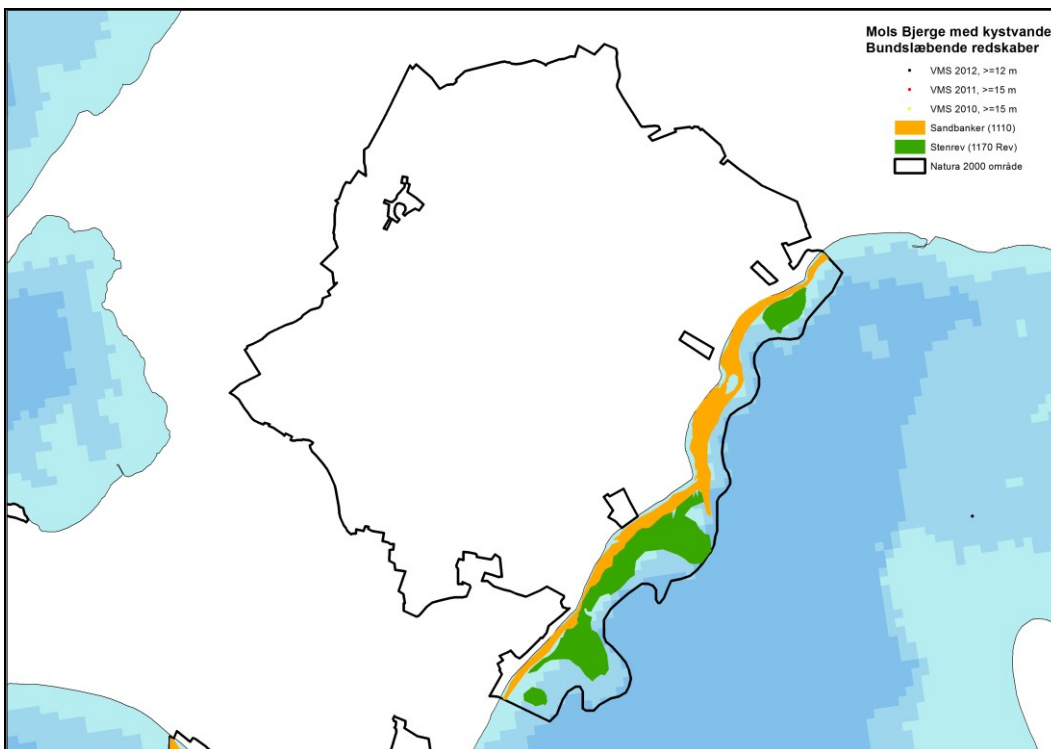 Mols Bjerge med kystvande
Bundslæbende redskaber
VMS 2012, >=12 m
VMS 2011, >=15 m
VMS 2010, >=15 m
Sandbanker (1110)
Stenrev (1170 Rev)
Natura 2000 område